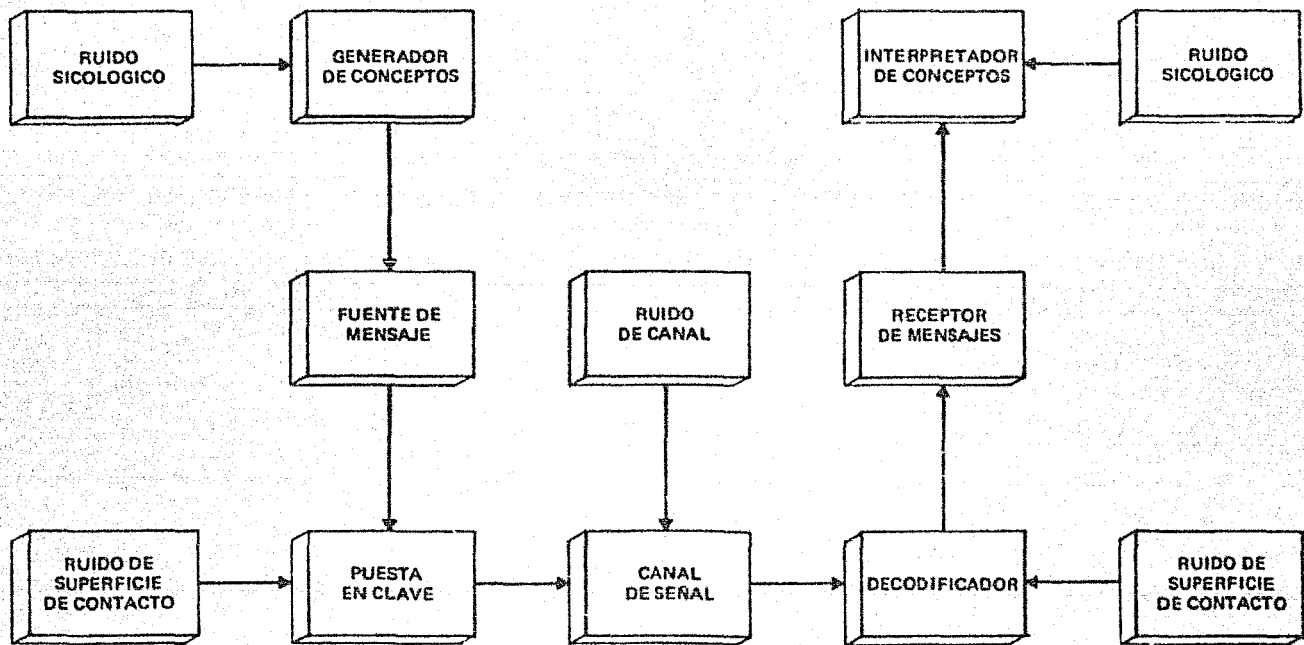 RUIDO
SICOLOGICO
GENERADOR
DE CONCEPTOS
INTERPRETADOR
DE CONCEPTOS
RUIDO
SICOLOGICO
FUENTE DE
MENSAJE
RUIDO
DE CANAL
RECEPTOR
DE MENSAJES
RUIDO DE
SUPERFICIE
DE CONTACTO
PUESTA
EN CLAVE
CANAL
DE SEÑAL
DECODIFICADOR
RUIDO DE
SUPERFICIE
DE CONTACTO